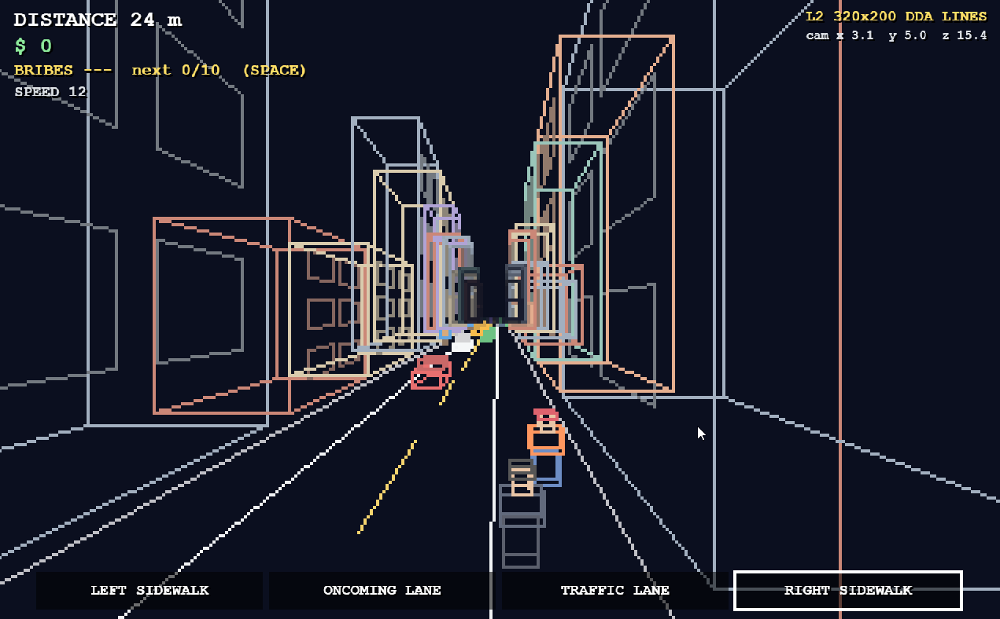 DISTANCE 24 m
$ 0
BRIBES --- next 0/10 (SPACE)
SPEED 12
L2 320x200 DDA LINES
cam x 3.1 y 5.0 z 15.4
LEFT SIDEWALK
ONCOMING LANE
TRAFFIC LANE
RIGHT SIDEWALK